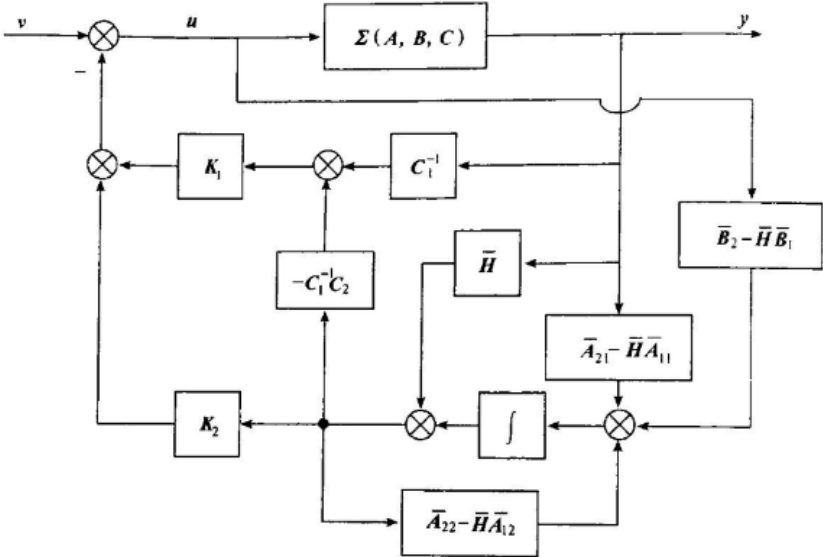 v
u
Σ(A, B, C)
y
−
K₁
C₁⁻¹
B̄₂−H̄B̄₁
−C₁⁻¹C₂
H̄
Ā₂₁−H̄Ā₁₁
K₂
∫
Ā₂₂−H̄Ā₁₂